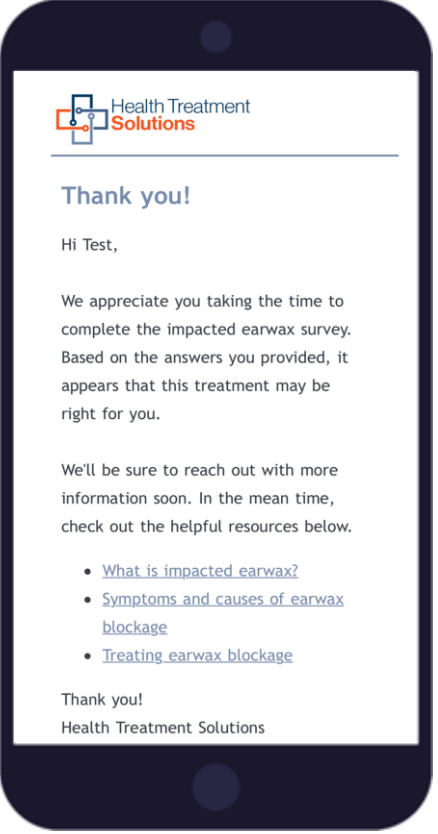 Health Treatment
Solutions
Thank you!
Hi Test,
We appreciate you taking the time to
complete the impacted earwax survey.
Based on the answers you provided, it
appears that this treatment may be
right for you.
We'll be sure to reach out with more
information soon. In the mean time,
check out the helpful resources below.
• What is impacted earwax?
• Symptoms and causes of earwax
blockage
• Treating earwax blockage
Thank you!
Health Treatment Solutions